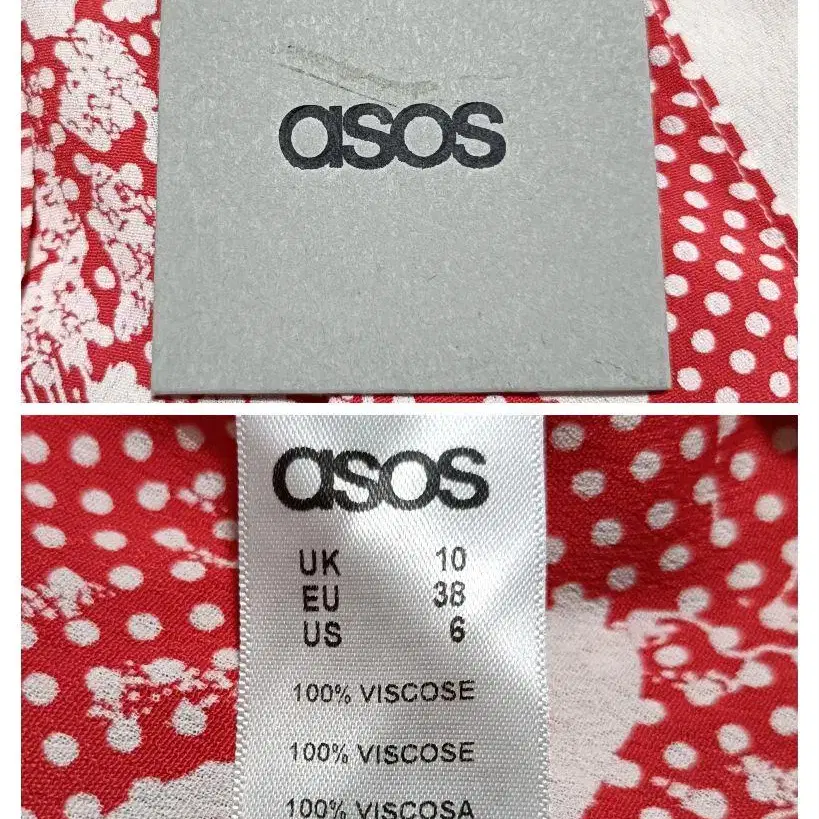 asos
asos
UK 10
EU 38
US 6
100% VISCOSE
100% VISCOSE
100% VISCOSA